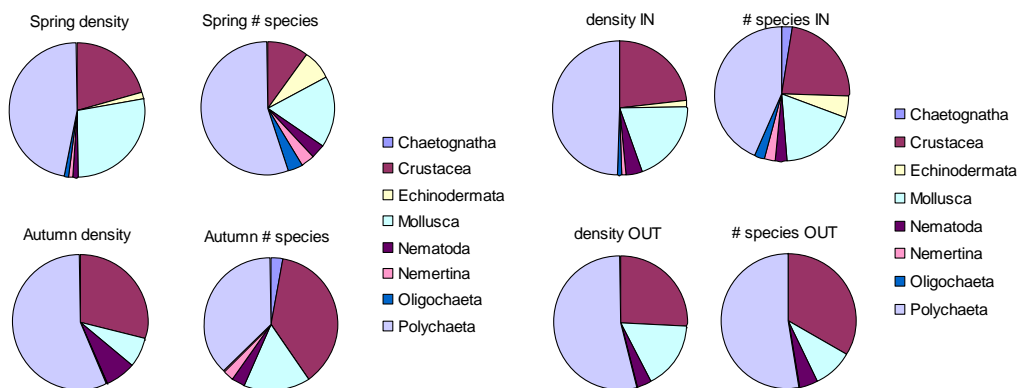 Spring density
Spring # species
Chaetognatha
Crustacea
Echinodermata
Mollusca
Nematoda
Nemertina
Oligochaeta
Polychaeta
Autumn density
Autumn # species
density IN
# species IN
Chaetognatha
Crustacea
Echinodermata
Mollusca
Nematoda
Nemertina
Oligochaeta
Polychaeta
density OUT
# species OUT